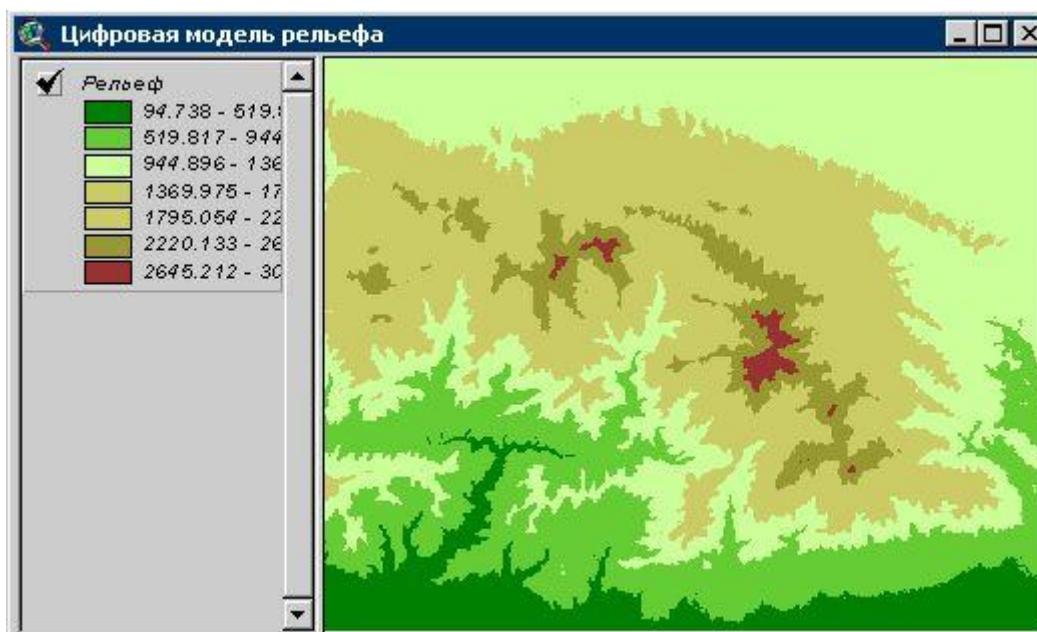 Цифровая модель рельефа
Рельеф
94.738 - 519.8
519.817 - 944
944.896 - 136
1369.975 - 17
1795.054 - 22
2220.133 - 26
2645.212 - 30